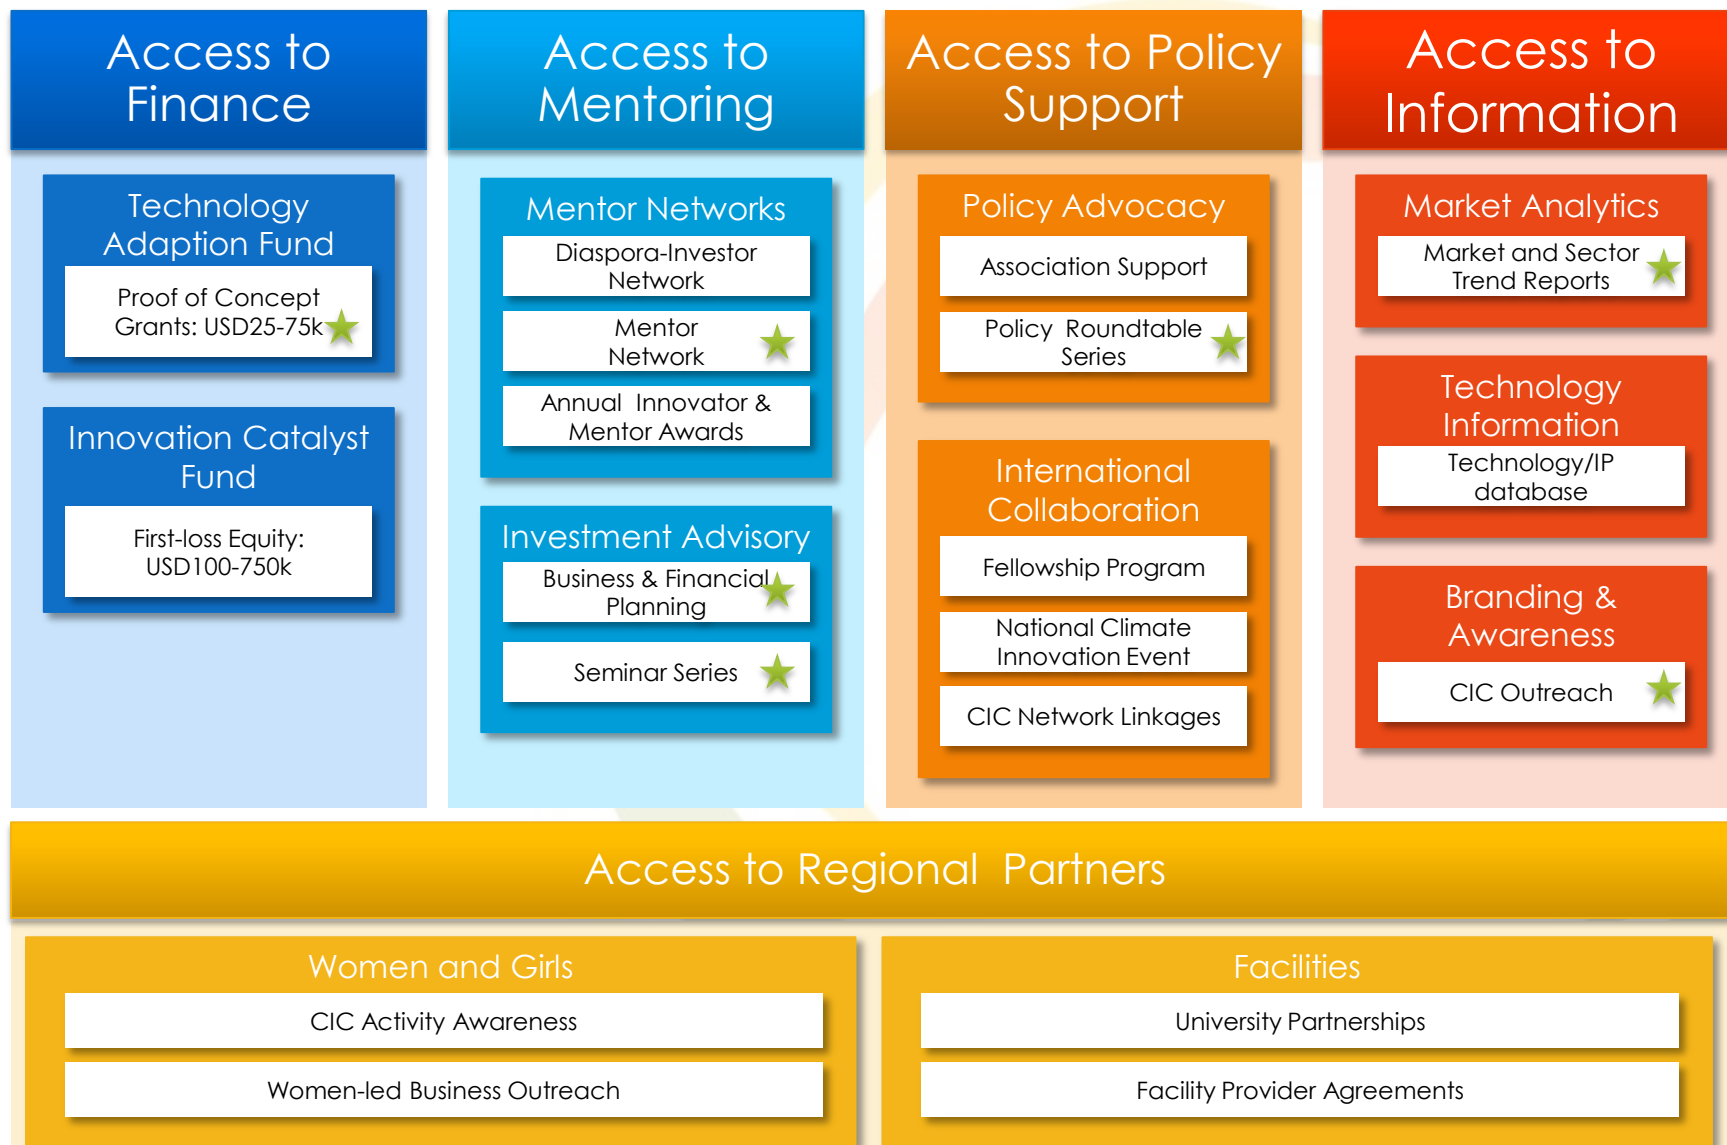 Access to
Finance
Technology
Adaption Fund
Proof of Concept
Grants: USD25-75k
Innovation Catalyst
Fund
First-loss Equity:
USD100-750k
Access to
Mentoring
Mentor Networks
Diaspora-Investor
Network
Mentor
Network
Annual Innovator &
Mentor Awards
Investment Advisory
Business & Financial
Planning
Seminar Series
Access to Policy
Support
Policy Advocacy
Association Support
Policy Roundtable
Series
International
Collaboration
Fellowship Program
National Climate
Innovation Event
CIC Network Linkages
Access to
Information
Market Analytics
Market and Sector
Trend Reports
Technology
Information
Technology/IP
database
Branding &
Awareness
CIC Outreach
Access to Regional Partners
Women and Girls
CIC Activity Awareness
Women-led Business Outreach
Facilities
University Partnerships
Facility Provider Agreements